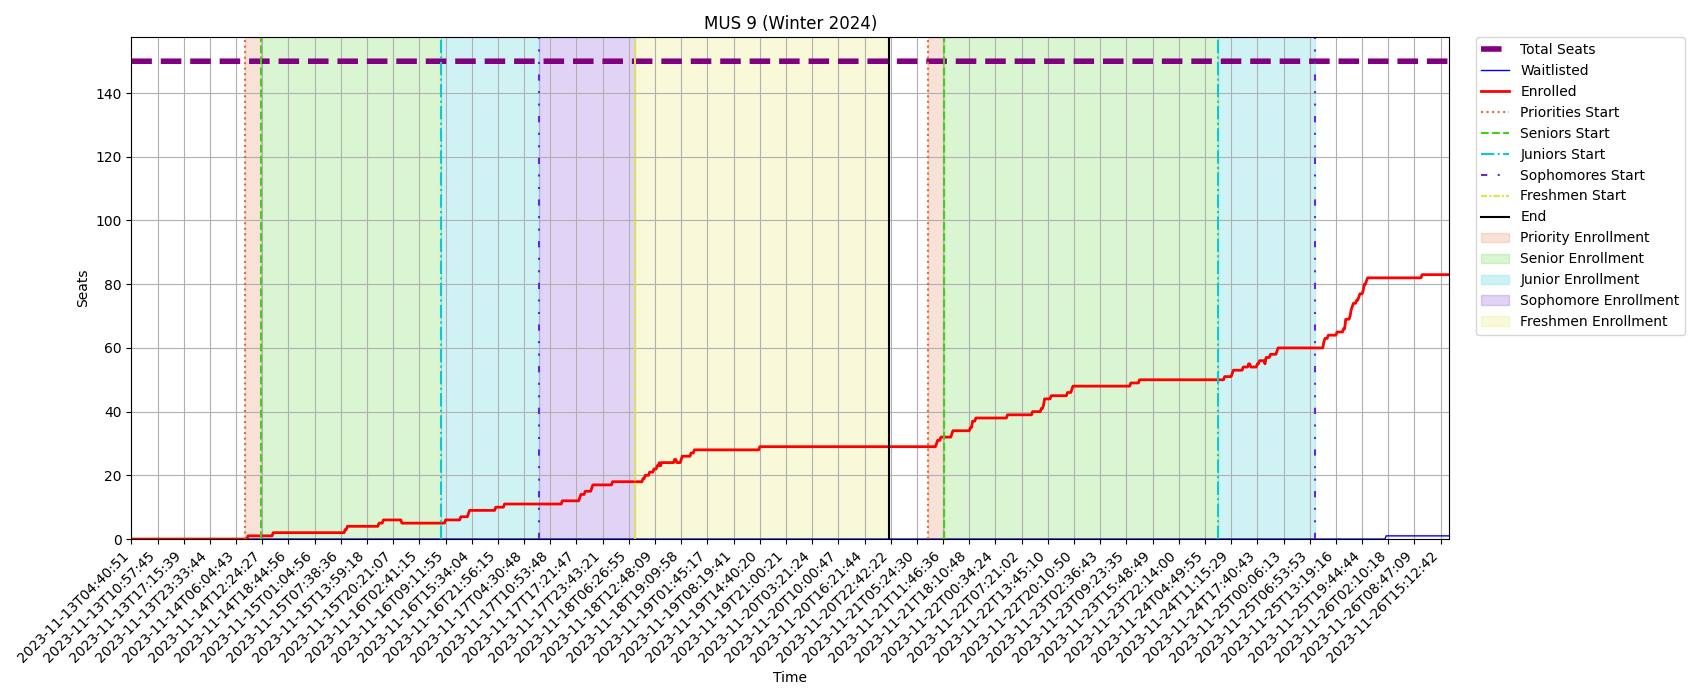 MUS 9 (Winter 2024)
Total Seats
Waitlisted
Enrolled
Priorities Start
Seniors Start
Juniors Start
Sophomores Start
Freshmen Start
End
Priority Enrollment
Senior Enrollment
Junior Enrollment
Sophomore Enrollment
Freshmen Enrollment
Seats
140
120
100
80
60
40
20
0
2023-11-13T04:40:51
2023-11-13T10:57:45
2023-11-13T17:15:39
2023-11-13T23:33:44
2023-11-14T06:04:43
2023-11-14T12:24:27
2023-11-14T18:44:56
2023-11-15T01:04:56
2023-11-15T07:38:36
2023-11-15T13:59:18
2023-11-15T20:21:07
2023-11-16T02:41:15
2023-11-16T09:11:55
2023-11-16T15:34:04
2023-11-16T21:56:15
2023-11-17T04:30:48
2023-11-17T10:53:48
2023-11-17T17:21:47
2023-11-17T23:43:21
2023-11-18T06:26:55
2023-11-18T12:48:09
2023-11-18T19:09:58
2023-11-19T01:45:17
2023-11-19T08:19:41
2023-11-19T14:40:20
2023-11-19T21:00:21
2023-11-20T03:21:24
2023-11-20T10:00:47
2023-11-20T16:21:44
2023-11-20T22:42:22
2023-11-21T05:24:30
2023-11-21T11:46:36
2023-11-21T18:10:48
2023-11-22T00:34:24
2023-11-22T07:21:02
2023-11-22T13:45:10
2023-11-22T20:10:50
2023-11-23T02:36:43
2023-11-23T09:23:35
2023-11-23T15:48:49
2023-11-23T22:14:00
2023-11-24T04:49:55
2023-11-24T11:15:29
2023-11-24T17:40:43
2023-11-25T00:06:13
2023-11-25T06:53:53
2023-11-25T13:19:16
2023-11-25T19:44:44
2023-11-26T02:10:18
2023-11-26T08:47:09
2023-11-26T15:12:42
Time